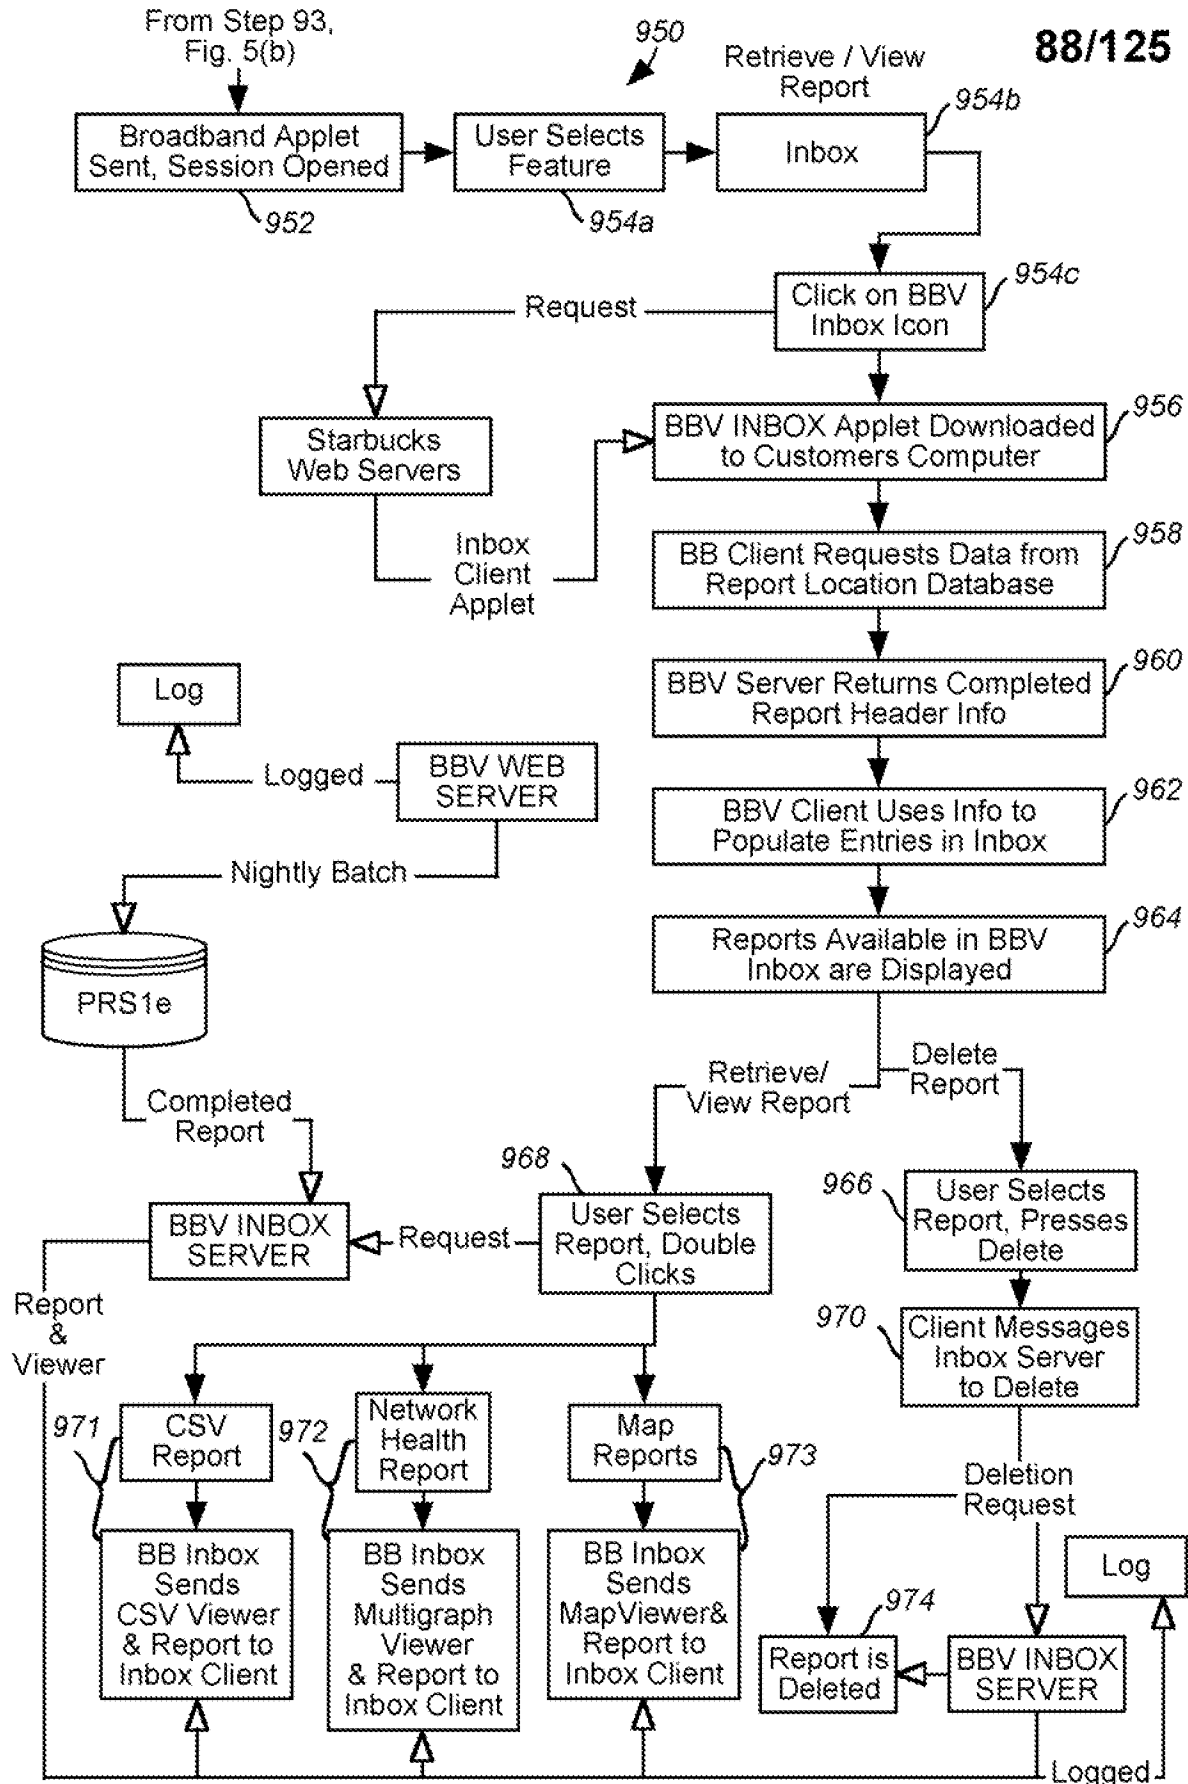 From Step 93,
Fig. 5(b)
950
88/125
Retrieve / View
Report
954b
Broadband Applet
Sent, Session Opened
User Selects
Feature
Inbox
952
954a
954c
Click on BBV
Inbox Icon
Request
956
Starbucks
Web Servers
BBV INBOX Applet Downloaded
to Customers Computer
Inbox
Client
Applet
958
BB Client Requests Data from
Report Location Database
960
Log
BBV Server Returns Completed
Report Header Info
Logged
BBV WEB
SERVER
962
BBV Client Uses Info to
Populate Entries in Inbox
Nightly Batch
964
Reports Available in BBV
Inbox are Displayed
PRS1e
Retrieve/
View Report
Delete
Report
Completed
Report
968
966
User Selects
Report, Presses
Delete
BBV INBOX
SERVER
Request
User Selects
Report, Double
Clicks
Report
&
Viewer
970
Client Messages
Inbox Server
to Delete
971
CSV
Report
972
Network
Health
Report
Map
Reports
973
Deletion
Request
BB Inbox
Sends
CSV Viewer
& Report to
Inbox Client
BB Inbox
Sends
Multigraph
Viewer
& Report to
Inbox Client
BB Inbox
Sends
MapViewer&
Report to
Inbox Client
Log
974
Report is
Deleted
BBV INBOX
SERVER
Logged